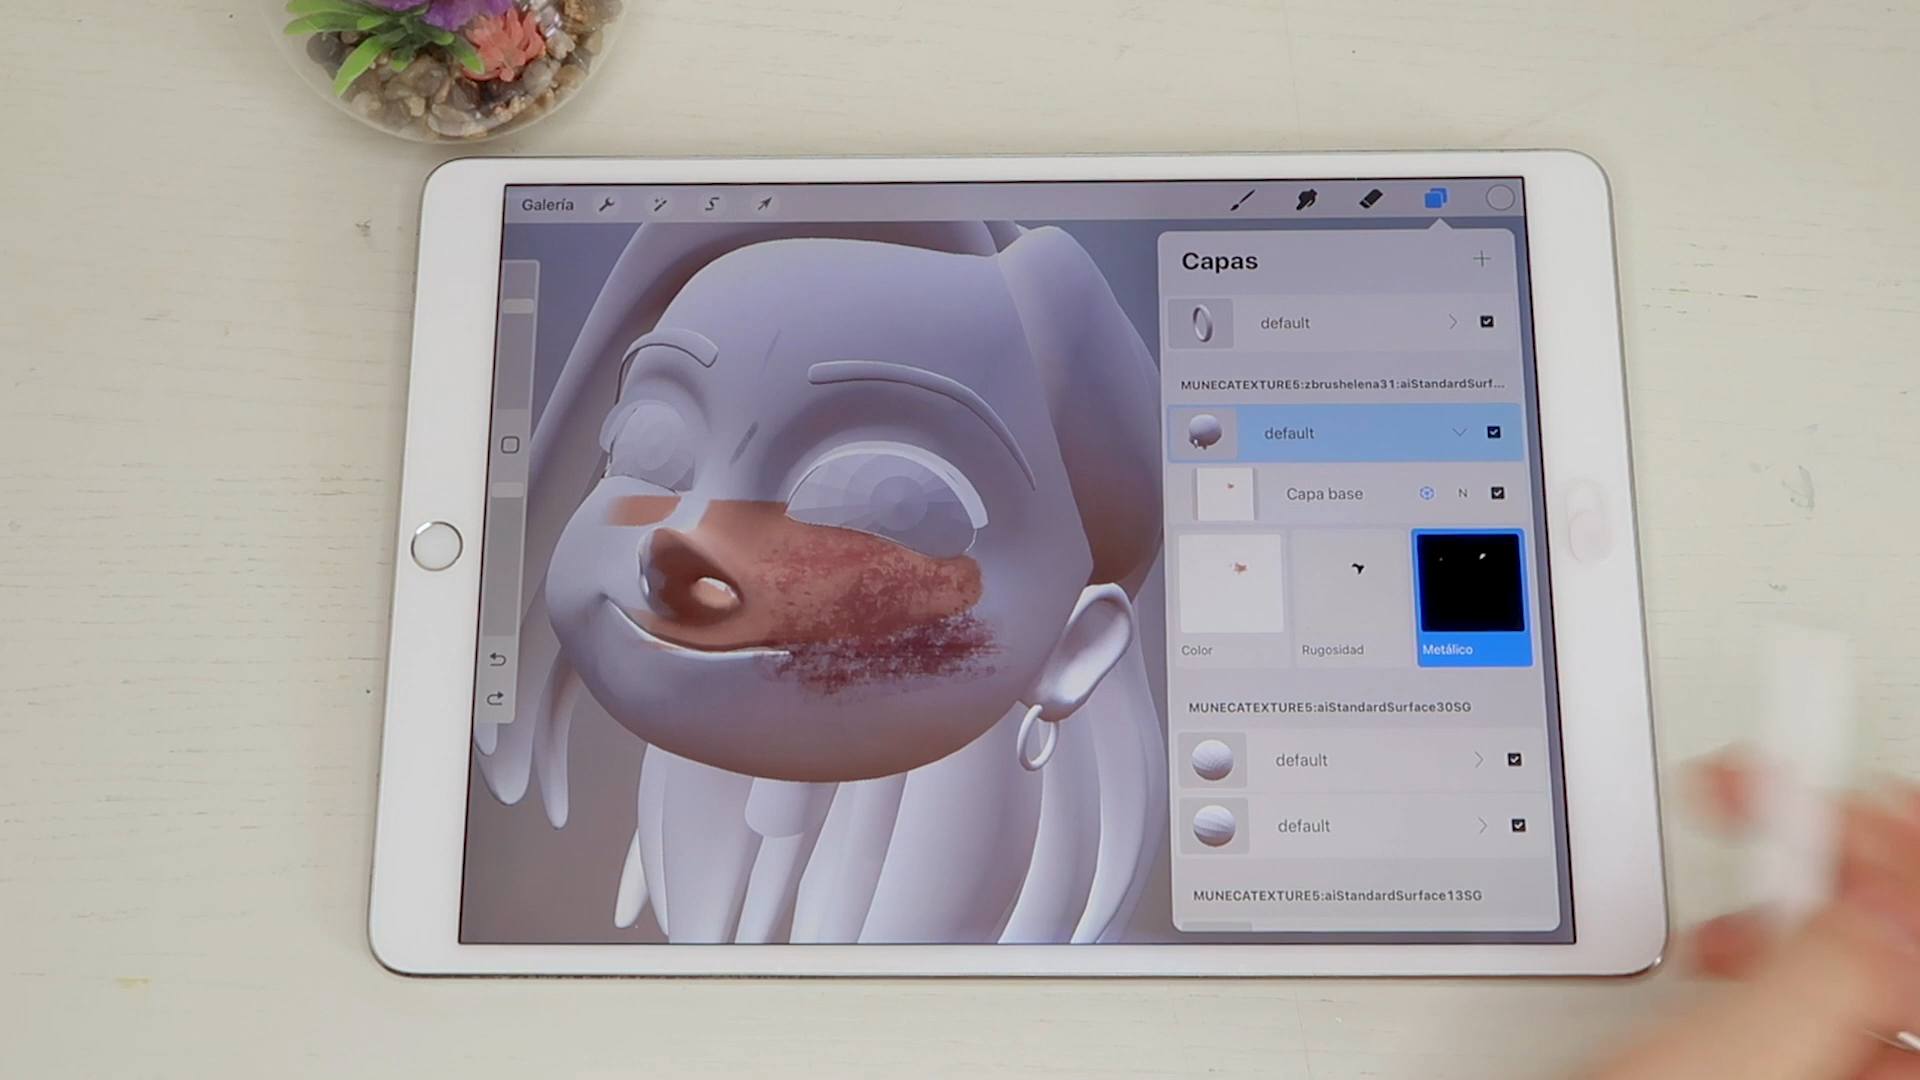 Galería
Capas
default
MUNECATEXTURE5:zbrushelena31:aiStandardSurf...
default
Capa base
N
Color
Rugosidad
Metálico
MUNECATEXTURE5:aiStandardSurface30SG
default
default
MUNECATEXTURE5:aiStandardSurface13SG